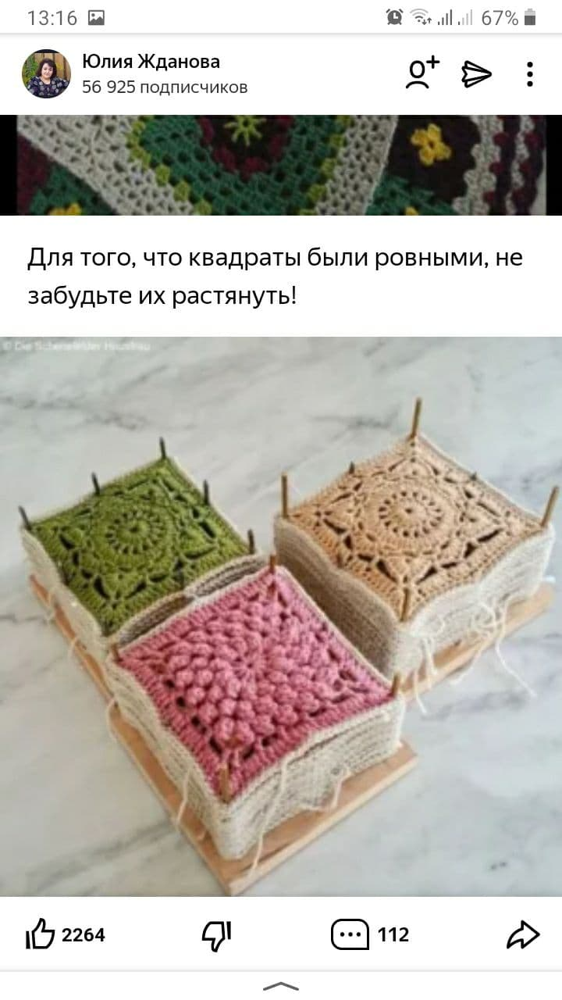 13:16
67%
Юлия Жданова
56 925 подписчиков
Для того, что квадраты были ровными, не
забудьте их растянуть!
© Die
2264
112